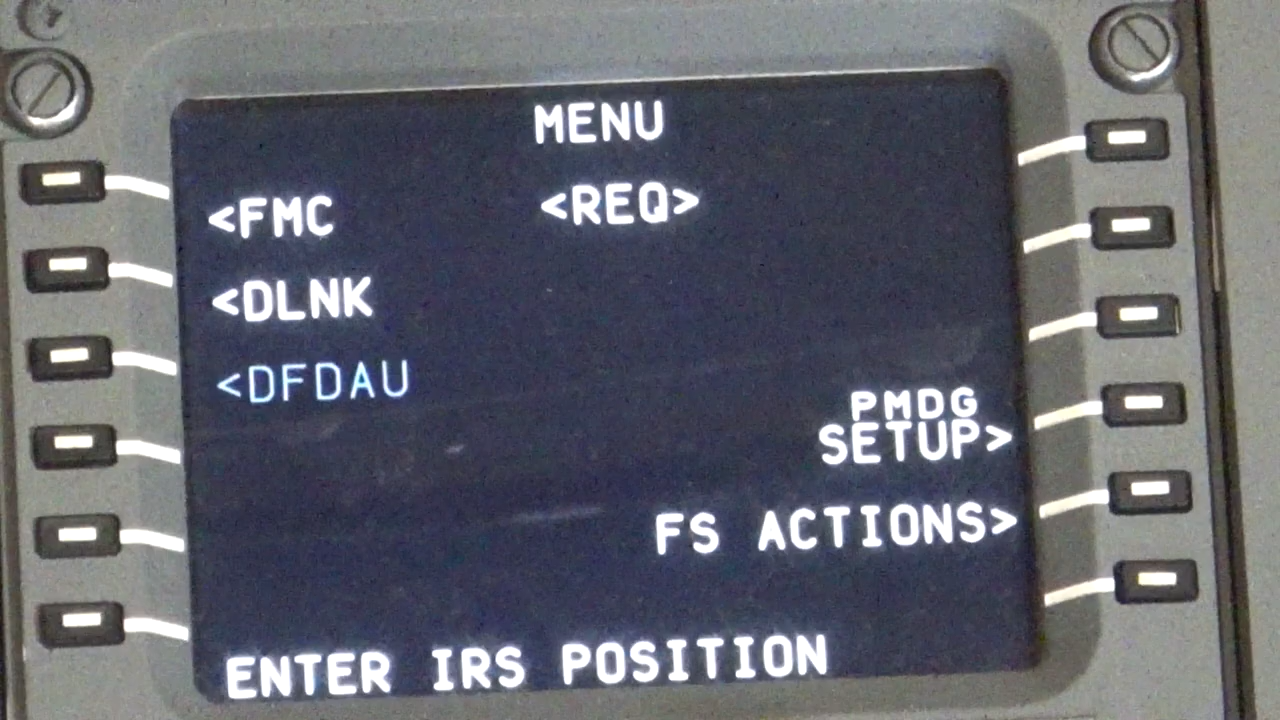 MENU
<FMC <REQ>
<DLNK
<DFDAU
PMDG
SETUP>
FS ACTIONS>
ENTER IRS POSITION